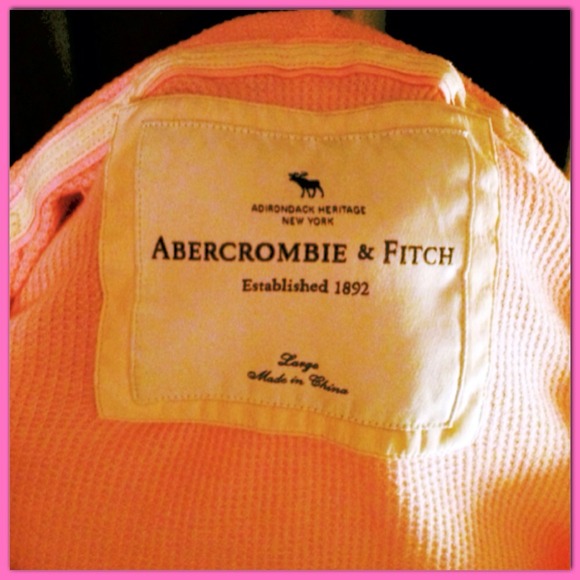 ADIRONDACK HERITAGE
NEW YORK
ABERCROMBIE & FITCH
Established 1892
Large
Made in China